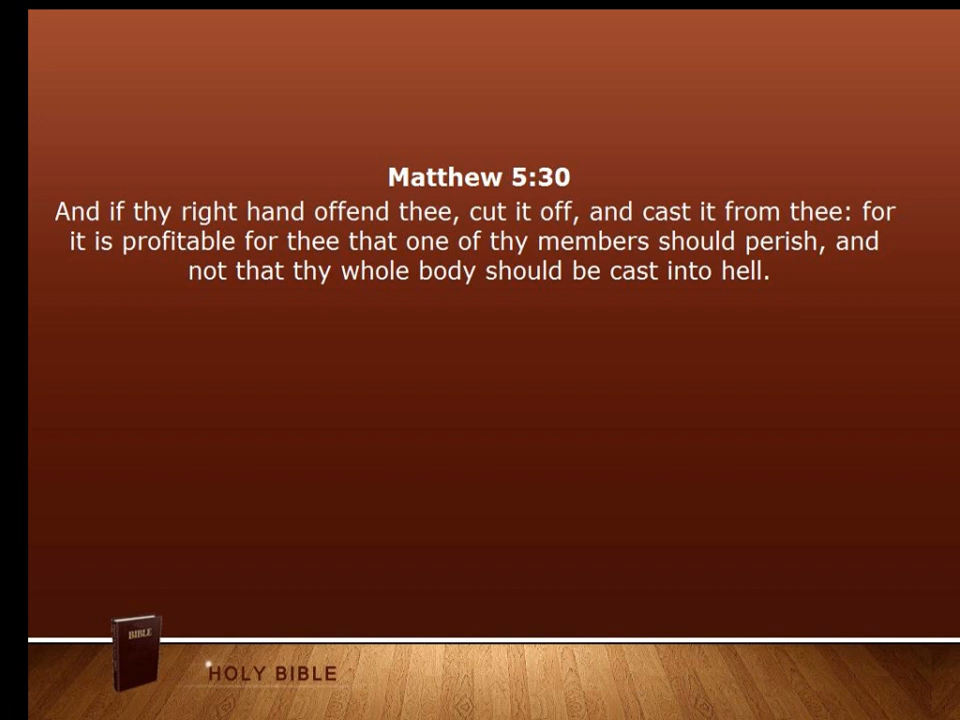 Matthew 5:30
And if thy right hand offend thee, cut it off, and cast it from thee: for
it is profitable for thee that one of thy members should perish, and
not that thy whole body should be cast into hell.
BIBLE
HOLY BIBLE